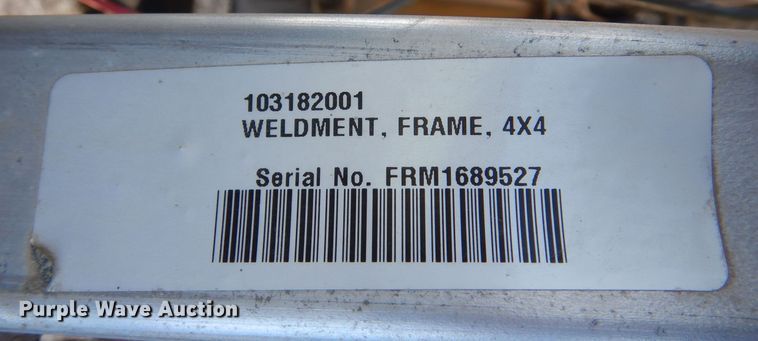 103182001
WELDMENT, FRAME, 4X4
Serial No. FRM1689527
Purple Wave Auction